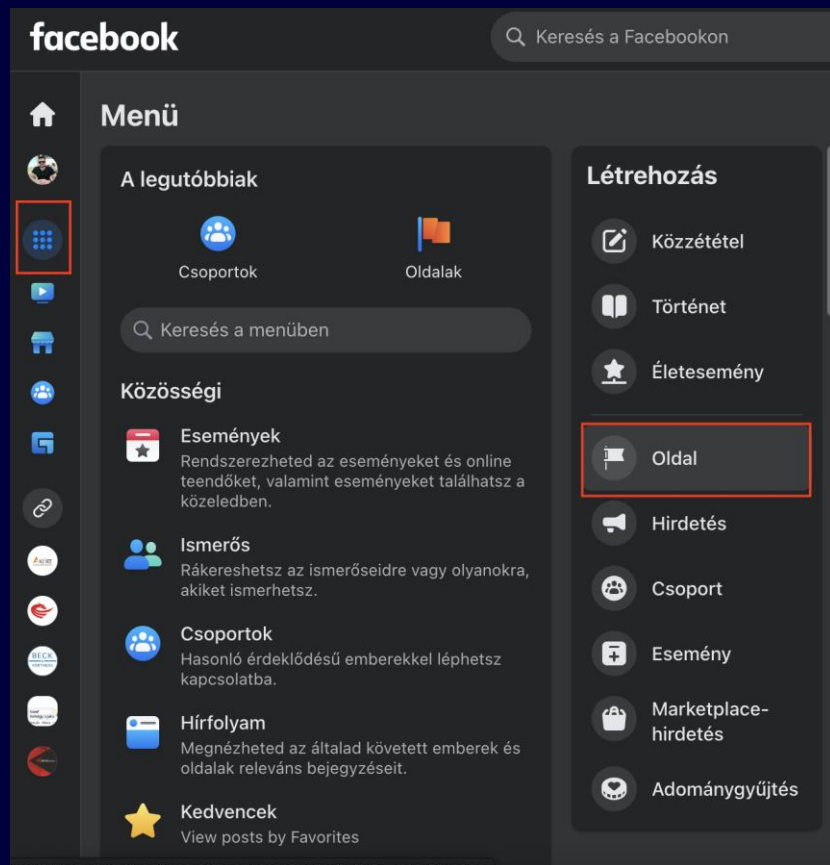 facebook
Keresés a Facebookon
Menü
A legutóbbiak
Csoportok
Oldalak
Keresés a menüben
Közösségi
Események
Rendszerezheted az eseményeket és online
teendőket, valamint eseményeket találhatsz a
közeledben.
Ismerős
Rákereshetsz az ismerőseidre vagy olyanokra,
akiket ismerhetsz.
Csoportok
Hasonló érdeklődésű emberekkel léphetsz
kapcsolatba.
Hírfolyam
Megnézheted az általad követett emberek és
oldalak releváns bejegyzéseit.
Kedvencek
View posts by Favorites
Létrehozás
Közzététel
Történet
Életesemény
Oldal
Hirdetés
Csoport
Esemény
Marketplace-
hirdetés
Adománygyűjtés
BECK